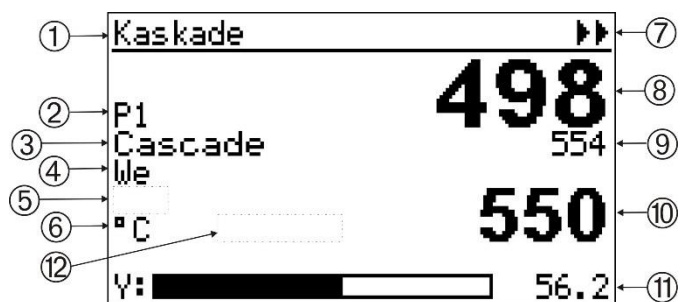 ① Kaskade ▶▶ ⑦
498 ⑧
② P1
③ Cascade 554 ⑨
④ We
⑤
⑥ °C 550 ⑩
⑫
Y: 56.2 ⑪